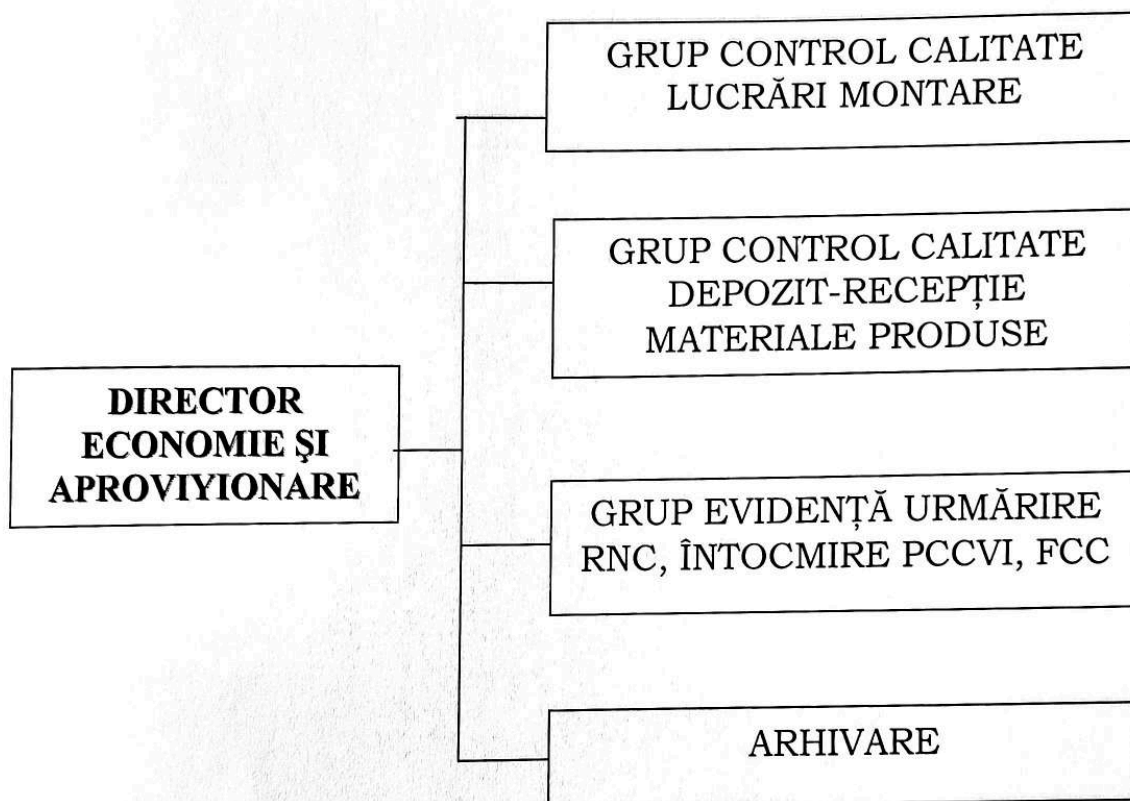 GRUP CONTROL CALITATE
LUCRĂRI MONTARE
GRUP CONTROL CALITATE
DEPOZIT-RECEPȚIE
MATERIALE PRODUSE
DIRECTOR
ECONOMIE ŞI
APROVIYIONARE
GRUP EVIDENȚĂ URMĂRIRE
RNC, ÎNTOCMIRE PCCVI, FCC
ARHIVARE